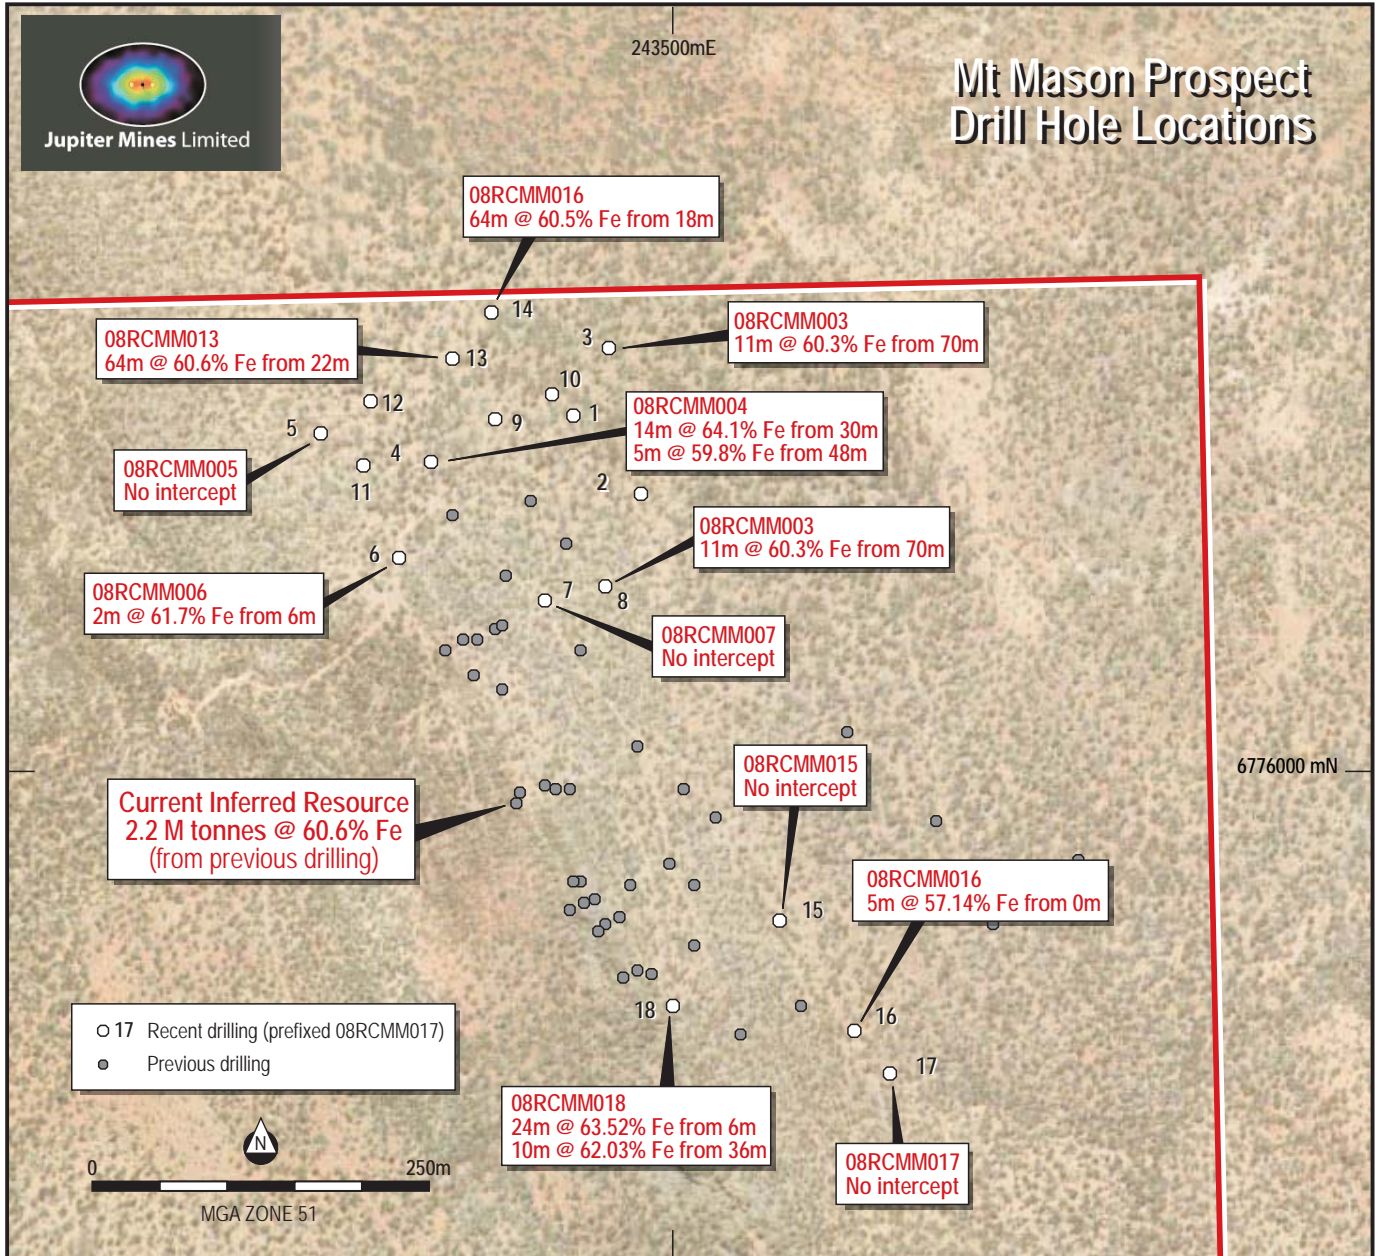 243500mE
Mt Mason Prospect
Drill Hole Locations
Jupiter Mines Limited
08RCMM016
64m @ 60.5% Fe from 18m
14
08RCMM013
64m @ 60.6% Fe from 22m
13
3
08RCMM003
11m @ 60.3% Fe from 70m
10
12
1
9
08RCMM004
14m @ 64.1% Fe from 30m
5m @ 59.8% Fe from 48m
5
4
08RCMM005
No intercept
11
2
08RCMM003
11m @ 60.3% Fe from 70m
6
08RCMM006
2m @ 61.7% Fe from 6m
7
8
08RCMM007
No intercept
08RCMM015
No intercept
6776000 mN
Current Inferred Resource
2.2 M tonnes @ 60.6% Fe
(from previous drilling)
08RCMM016
5m @ 57.14% Fe from 0m
15
18
16
17 Recent drilling (prefixed 08RCMM017)
Previous drilling
17
08RCMM018
24m @ 63.52% Fe from 6m
10m @ 62.03% Fe from 36m
N
08RCMM017
No intercept
0 250m
MGA ZONE 51